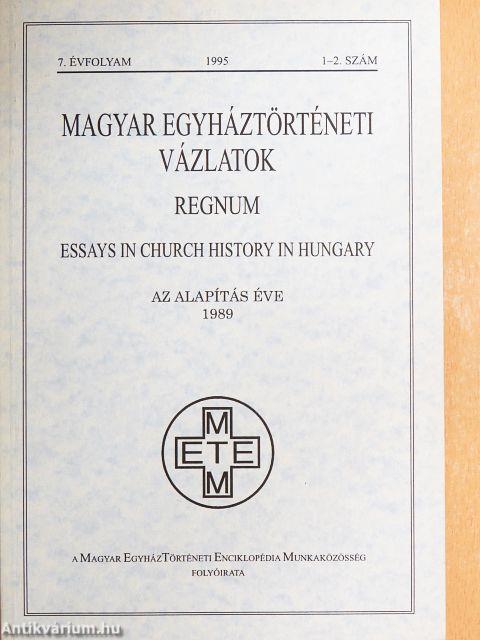 7. ÉVFOLYAM 1995 1–2. SZÁM
MAGYAR EGYHÁZTÖRTÉNETI
VÁZLATOK
REGNUM
ESSAYS IN CHURCH HISTORY IN HUNGARY
AZ ALAPÍTÁS ÉVE
1989
M
ETE
M
A MAGYAR EGYHÁZTÖRTÉNETI ENCIKLOPÉDIA MUNKAKÖZÖSSÉG
FOLYÓIRATA
Antikvárium.hu